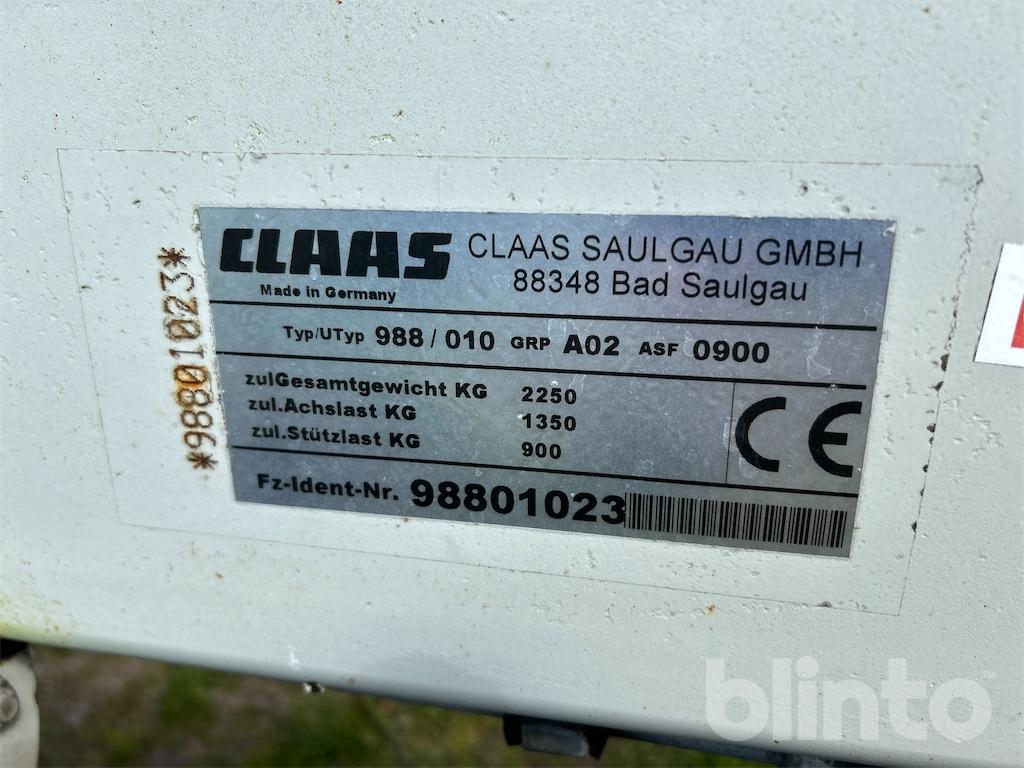 CLAAS CLAAS SAULGAU GMBH
Made in Germany 88348 Bad Saulgau
Typ/UTyp 988 / 010 GRP A02 ASF 0900
zulGesamtgewicht KG 2250
zul.Achslast KG 1350
zul.Stützlast KG 900
CE
Fz-Ident-Nr. 98801023
*98801023*
blinto